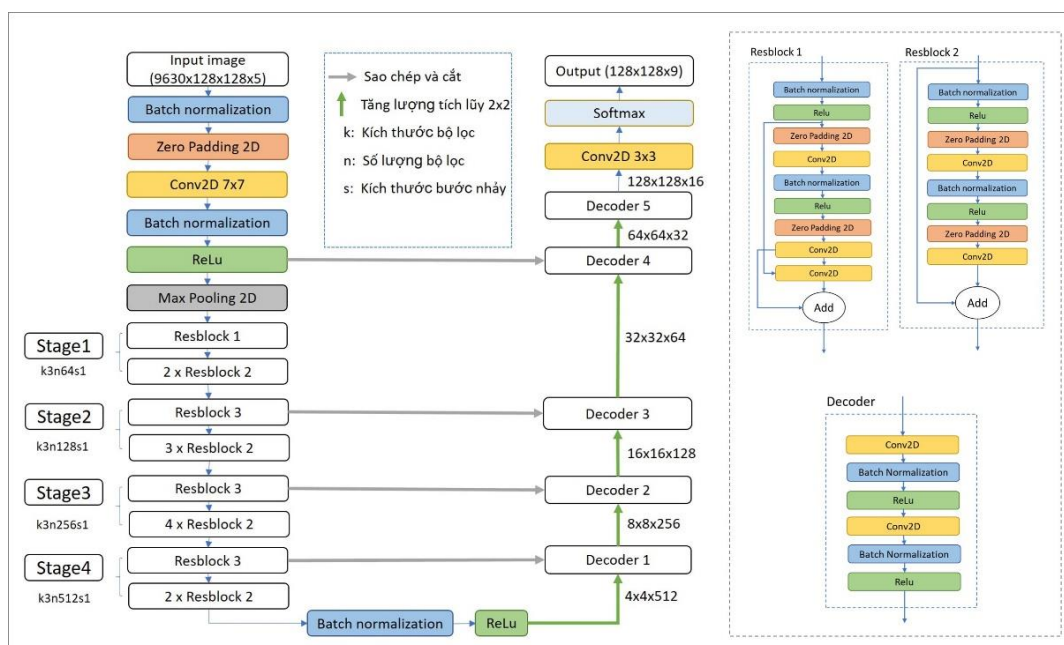 Input image
(9630x128x128x5)
Batch normalization
Zero Padding 2D
Conv2D 7x7
Batch normalization
ReLu
Max Pooling 2D
Stage1
k3n64s1
Resblock 1
2 x Resblock 2
Stage2
k3n128s1
Resblock 3
3 x Resblock 2
Stage3
k3n256s1
Resblock 3
4 x Resblock 2
Stage4
k3n512s1
Resblock 3
2 x Resblock 2
Batch normalization
ReLu
Sao chép và cắt
Tăng lượng tích lũy 2x2
k: Kích thước bộ lọc
n: Số lượng bộ lọc
s: Kích thước bước nhảy
Output (128x128x9)
Softmax
Conv2D 3x3
128x128x16
Decoder 5
64x64x32
Decoder 4
32x32x64
Decoder 3
16x16x128
Decoder 2
8x8x256
Decoder 1
4x4x512
Resblock 1
Batch normalization
Relu
Zero Padding 2D
Conv2D
Batch normalization
Relu
Zero Padding 2D
Conv2D
Conv2D
Add
Resblock 2
Batch normalization
Relu
Zero Padding 2D
Conv2D
Batch normalization
Relu
Zero Padding 2D
Conv2D
Add
Decoder
Conv2D
Batch Normalization
ReLu
Conv2D
Batch Normalization
Relu